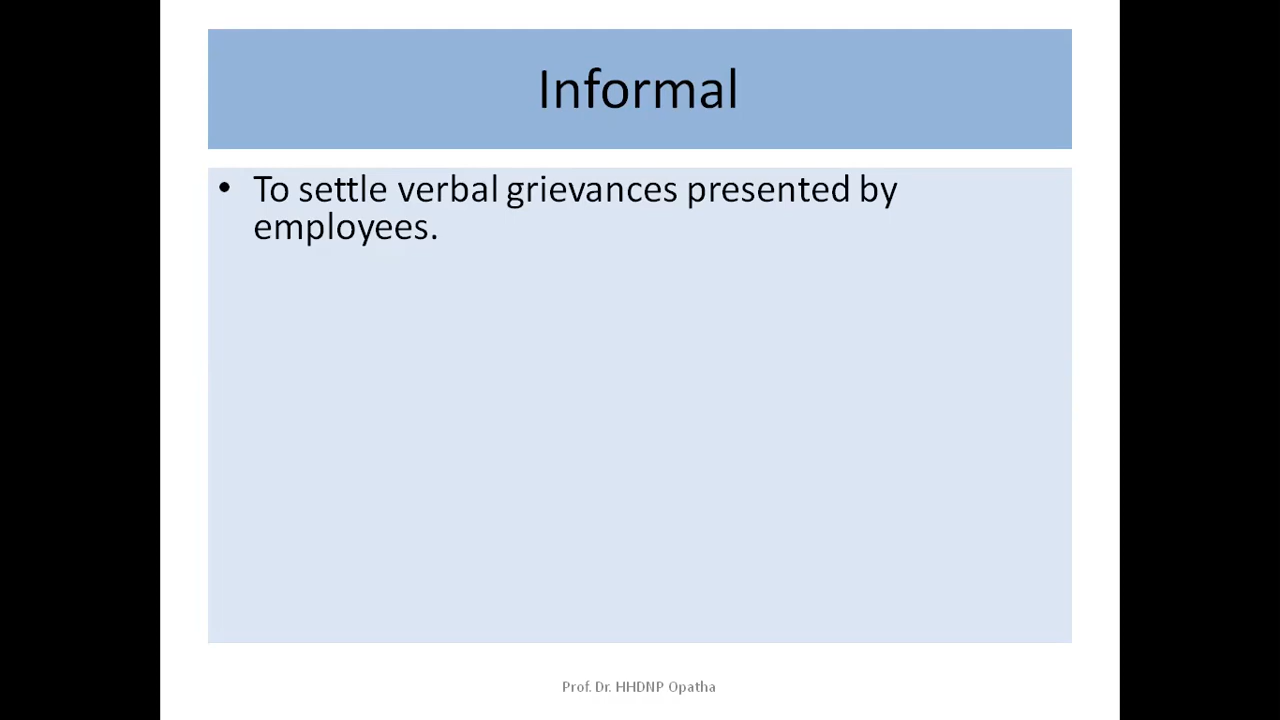 Informal
• To settle verbal grievances presented by
employees.
Prof. Dr. HHDNP Opatha